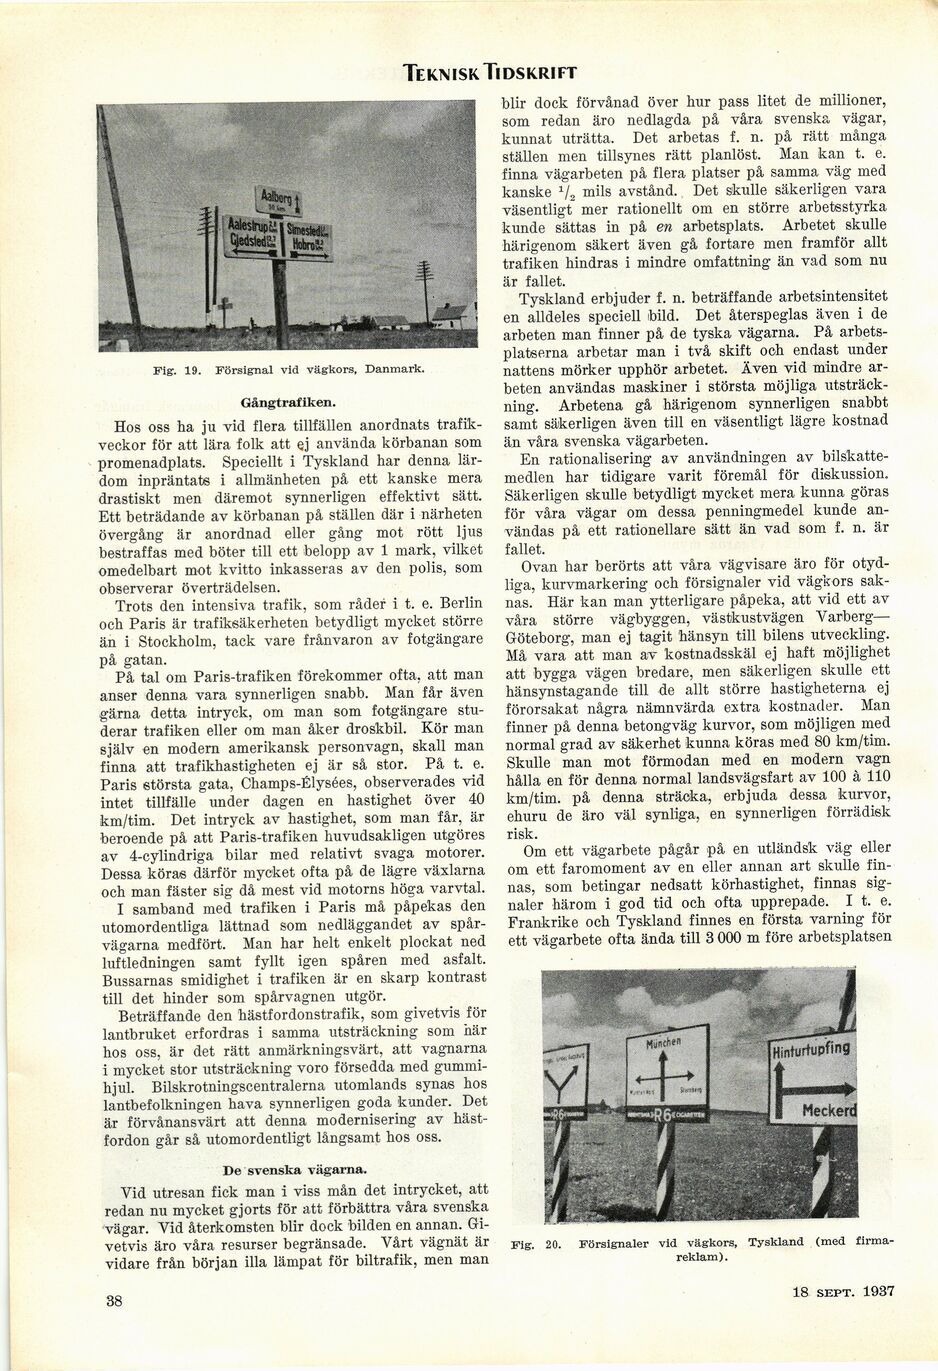 TEKNISK TIDSKRIFT
Aalborg
Aalestrup
Gjedsted
Simested
Hobro
Fig. 19. Försignal vid vägkors, Danmark.
Gångtrafiken.
Hos oss ha ju vid flera tillfällen anordnats trafik-
veckor för att lära folk att ej använda körbanan som
promenadplats. Speciellt i Tyskland har denna lär-
dom inpräntats i allmänheten på ett kanske mera
drastiskt men däremot synnerligen effektivt sätt.
Ett beträdande av körbanan på ställen där i närheten
övergång är anordnad eller gång mot rött ljus
bestraffas med böter till ett belopp av 1 mark, vilket
omedelbart mot kvitto inkasseras av den polis, som
observerar överträdelsen.
Trots den intensiva trafik, som råder i t. e. Berlin
och Paris är trafiksäkerheten betydligt mycket större
än i Stockholm, tack vare frånvaron av fotgängare
på gatan.
På tal om Paris-trafiken förekommer ofta, att man
anser denna vara synnerligen snabb. Man får även
gärna detta intryck, om man som fotgängare stu-
derar trafiken eller om man åker droskbil. Kör man
själv en modern amerikansk personvagn, skall man
finna att trafikhastigheten ej är så stor. På t. e.
Paris största gata, Champs-Élysées, observerades vid
intet tillfälle under dagen en hastighet över 40
km/tim. Det intryck av hastighet, som man får, är
beroende på att Paris-trafiken huvudsakligen utgöres
av 4-cylindriga bilar med relativt svaga motorer.
Dessa köras därför mycket ofta på de lägre växlarna
och man fäster sig då mest vid motorns höga varvtal.
I samband med trafiken i Paris må påpekas den
utomordentliga lättnad som nedläggandet av spår-
vägarna medfört. Man har helt enkelt plockat ned
luftledningen samt fyllt igen spåren med asfalt.
Bussarnas smidighet i trafiken är en skarp kontrast
till det hinder som spårvagnen utgör.
Beträffande den hästfordonstrafik, som givetvis för
lantbruket erfordras i samma utsträckning som här
hos oss, är det rätt anmärkningsvärt, att vagnarna
i mycket stor utsträckning voro försedda med gummi-
hjul. Bilskrotningscentralerna utomlands synas hos
lantbefolkningen hava synnerligen goda kunder. Det
är förvånansvärt att denna modernisering av häst-
fordon går så utomordentligt långsamt hos oss.
De svenska vägarna.
Vid utresan fick man i viss mån det intrycket, att
redan nu mycket gjorts för att förbättra våra svenska
vägar. Vid återkomsten blir dock bilden en annan. Gi-
vetvis äro våra resurser begränsade. Vårt vägnät är
vidare från början illa lämpat för biltrafik, men man
blir dock förvånad över hur pass litet de millioner,
som redan äro nedlagda på våra svenska vägar,
kunnat uträtta. Det arbetas f. n. på rätt många
ställen men tillsynes rätt planlöst. Man kan t. e.
finna vägarbeten på flera platser på samma väg med
kanske 1/2 mils avstånd. Det skulle säkerligen vara
väsentligt mer rationellt om en större arbetsstyrka
kunde sättas in på en arbetsplats. Arbetet skulle
härigenom säkert även gå fortare men framför allt
trafiken hindras i mindre omfattning än vad som nu
är fallet.
Tyskland erbjuder f. n. beträffande arbetsintensitet
en alldeles speciell bild. Det återspeglas även i de
arbeten man finner på de tyska vägarna. På arbets-
platserna arbetar man i två skift och endast under
nattens mörker upphör arbetet. Även vid mindre ar-
beten användas maskiner i största möjliga utsträck-
ning. Arbetena gå härigenom synnerligen snabbt
samt säkerligen även till en väsentligt lägre kostnad
än våra svenska vägarbeten.
En rationalisering av användningen av bilskatte-
medlen har tidigare varit föremål för diskussion.
Säkerligen skulle betydligt mycket mera kunna göras
för våra vägar om dessa penningmedel kunde an-
vändas på ett rationellare sätt än vad som f. n. är
fallet.
Ovan har berörts att våra vägvisare äro för otyd-
liga, kurvmarkering och försignaler vid vägkors sak-
nas. Här kan man ytterligare påpeka, att vid ett av
våra större vägbyggen, västkustvägen Varberg—
Göteborg, man ej tagit hänsyn till bilens utveckling.
Må vara att man av kostnadsskäl ej haft möjlighet
att bygga vägen bredare, men säkerligen skulle ett
hänsynstagande till de allt större hastigheterna ej
förorsakat några nämnvärda extra kostnader. Man
finner på denna betongväg kurvor, som möjligen med
normal grad av säkerhet kunna köras med 80 km/tim.
Skulle man mot förmodan med en modern vagn
hålla en för denna normal landsvägsfart av 100 à 110
km/tim. på denna sträcka, erbjuda dessa kurvor,
ehuru de äro väl synliga, en synnerligen förrädisk
risk.
Om ett vägarbete pågår på en utländsk väg eller
om ett faromoment av en eller annan art skulle fin-
nas, som betingar nedsatt körhastighet, finnas sig-
naler härom i god tid och ofta upprepade. I t. e.
Frankrike och Tyskland finnes en första varning för
ett vägarbete ofta ända till 3 000 m före arbetsplatsen
München
R6
R6 CIGARETTEN
Hinturtupfing
Meckerd
Fig. 20. Försignaler vid vägkors, Tyskland (med firma-
reklam).
38
18 SEPT. 1937